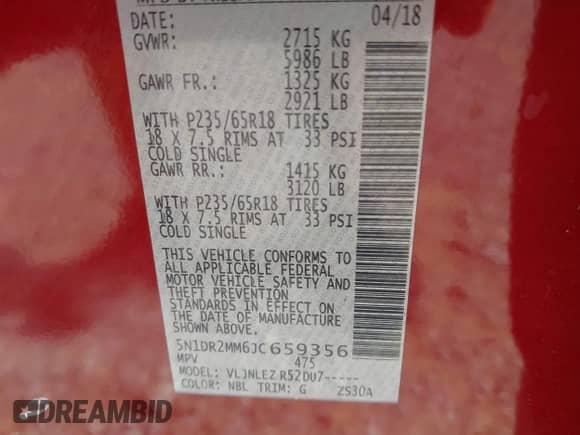 DATE: 04/18
GVWR: 2715 KG
5986 LB
GAWR FR.: 1325 KG
2921 LB
WITH P235/65R18 TIRES
18 X 7.5 RIMS AT 33 PSI
COLD SINGLE
GAWR RR.: 1415 KG
3120 LB
WITH P235/65R18 TIRES
18 X 7.5 RIMS AT 33 PSI
COLD SINGLE
THIS VEHICLE CONFORMS TO
ALL APPLICABLE FEDERAL
MOTOR VEHICLE SAFETY AND
THEFT PREVENTION
STANDARDS IN EFFECT ON
THE DATE OF MANUFACTURE
SHOWN ABOVE.
5N1DR2MM6JC659356
MPV 475
MODEL: VLJNLEZ R52DU7-----
COLOR: NBL TRIM: G ZS30A
DREAMBID